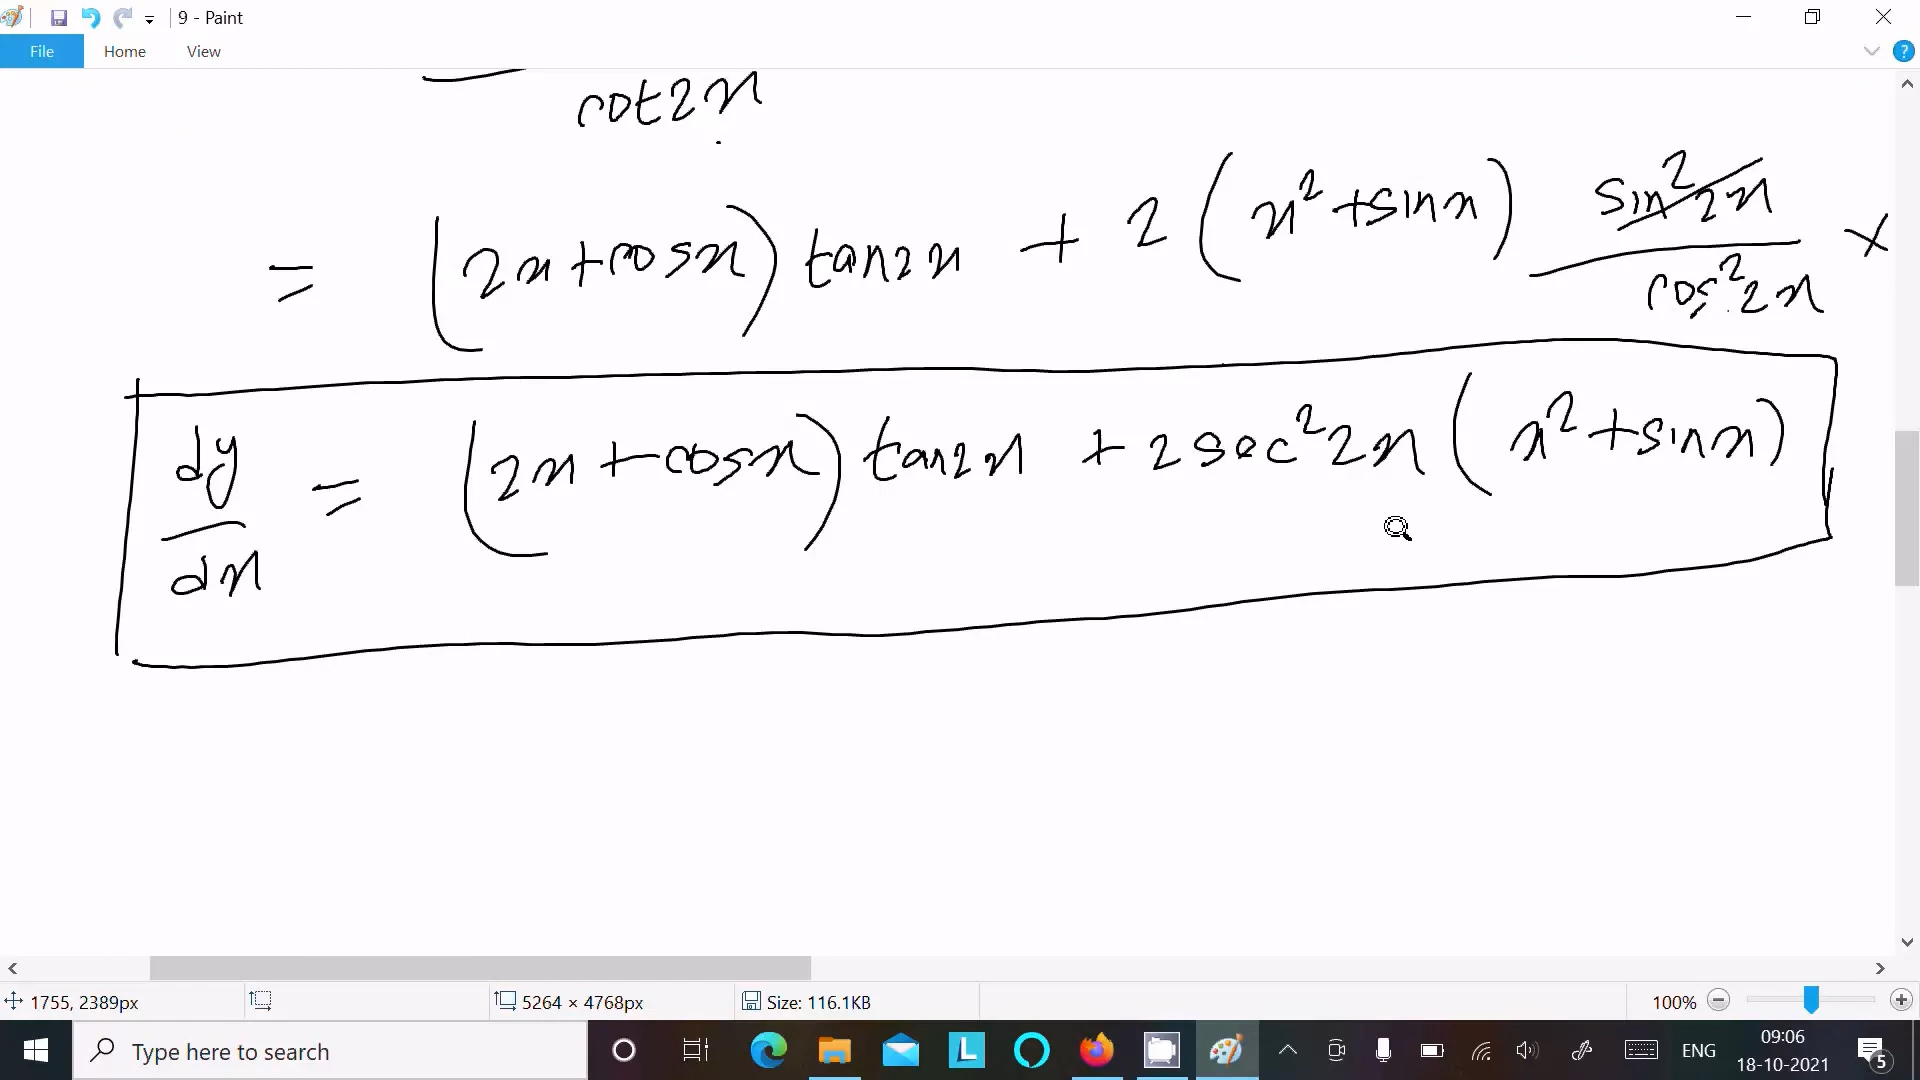 9 - Paint
File Home View
cot2x
= (2x+cosx) tan2x + 2 (x²+sinx) sin²2x / cos²2x ×
dy/dx = (2x+cosx) tan2x + 2sec²2x (x²+sinx)
1755, 2389px 5264 × 4768px Size: 116.1KB 100%
Type here to search L ENG 09:06
18-10-2021 5